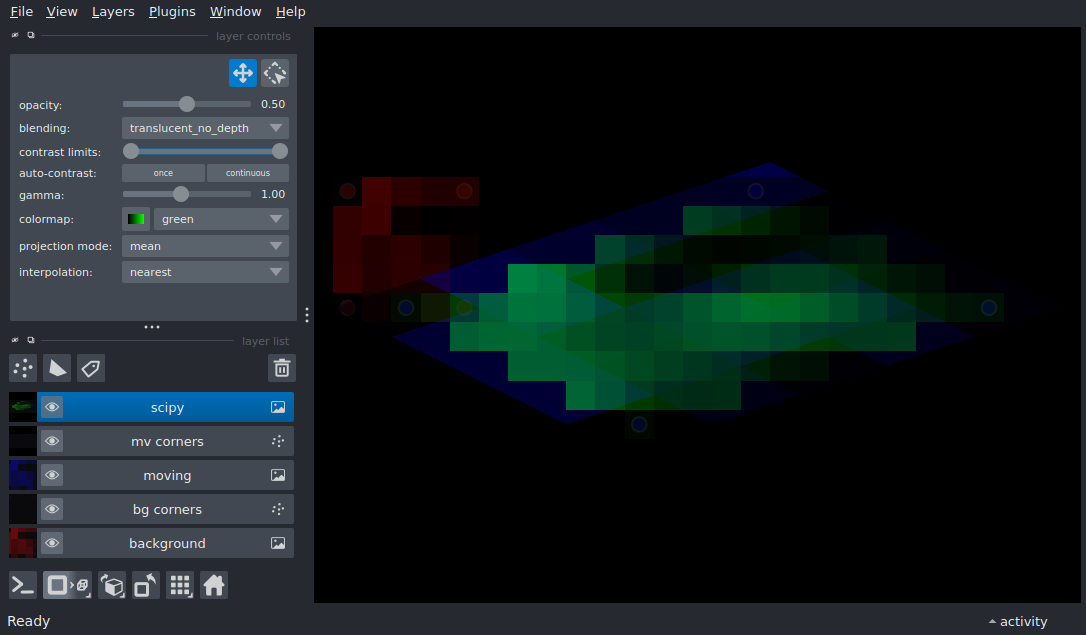 File View Layers Plugins Window Help
layer controls
opacity: 0.50
blending: translucent_no_depth
contrast limits:
auto-contrast: once continuous
gamma: 1.00
colormap: green
projection mode: mean
interpolation: nearest
layer list
scipy
mv corners
moving
bg corners
background
Ready activity